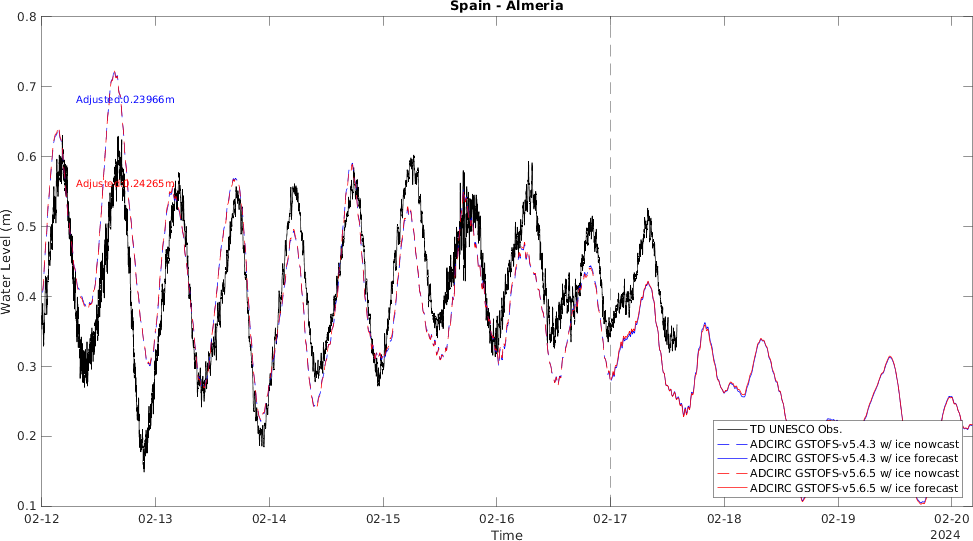 Spain - Almeria
0.8
0.7
0.6
0.5
0.4
0.3
0.2
0.1
Water Level (m)
Adjusted:0.23966m
Adjusted:0.24265m
TD UNESCO Obs.
ADCIRC GSTOFS-v5.4.3 w/ ice nowcast
ADCIRC GSTOFS-v5.4.3 w/ ice forecast
ADCIRC GSTOFS-v5.6.5 w/ ice nowcast
ADCIRC GSTOFS-v5.6.5 w/ ice forecast
02-12 02-13 02-14 02-15 02-16 02-17 02-18 02-19 02-20
2024
Time